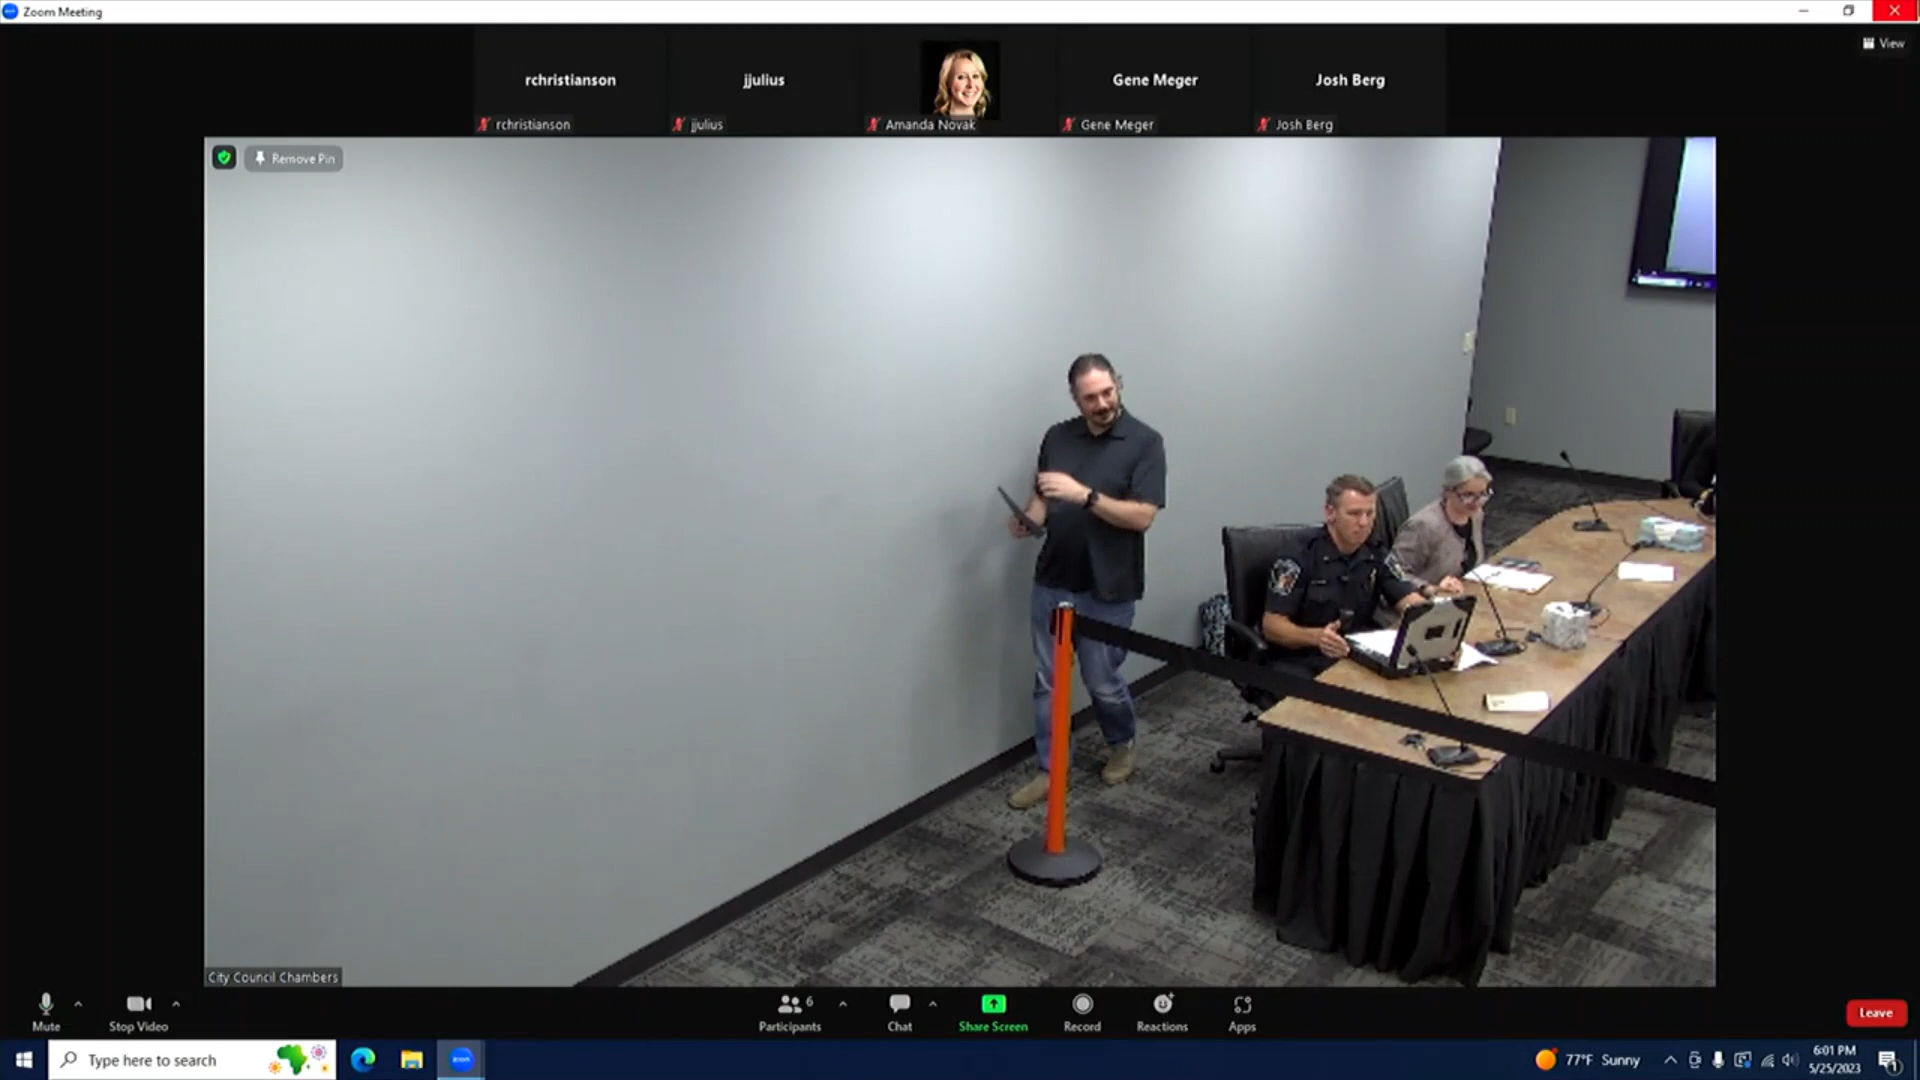 Zoom Meeting
View
rchristianson
jjulius
Gene Meger
Josh Berg
rchristianson
jjulius
Amanda Novak
Gene Meger
Josh Berg
Remove Pin
City Council Chambers
Mute
Stop Video
Participants
6
Chat
Share Screen
Record
Reactions
Apps
Leave
Type here to search
zoom
77°F Sunny
6:01 PM
5/25/2023
1